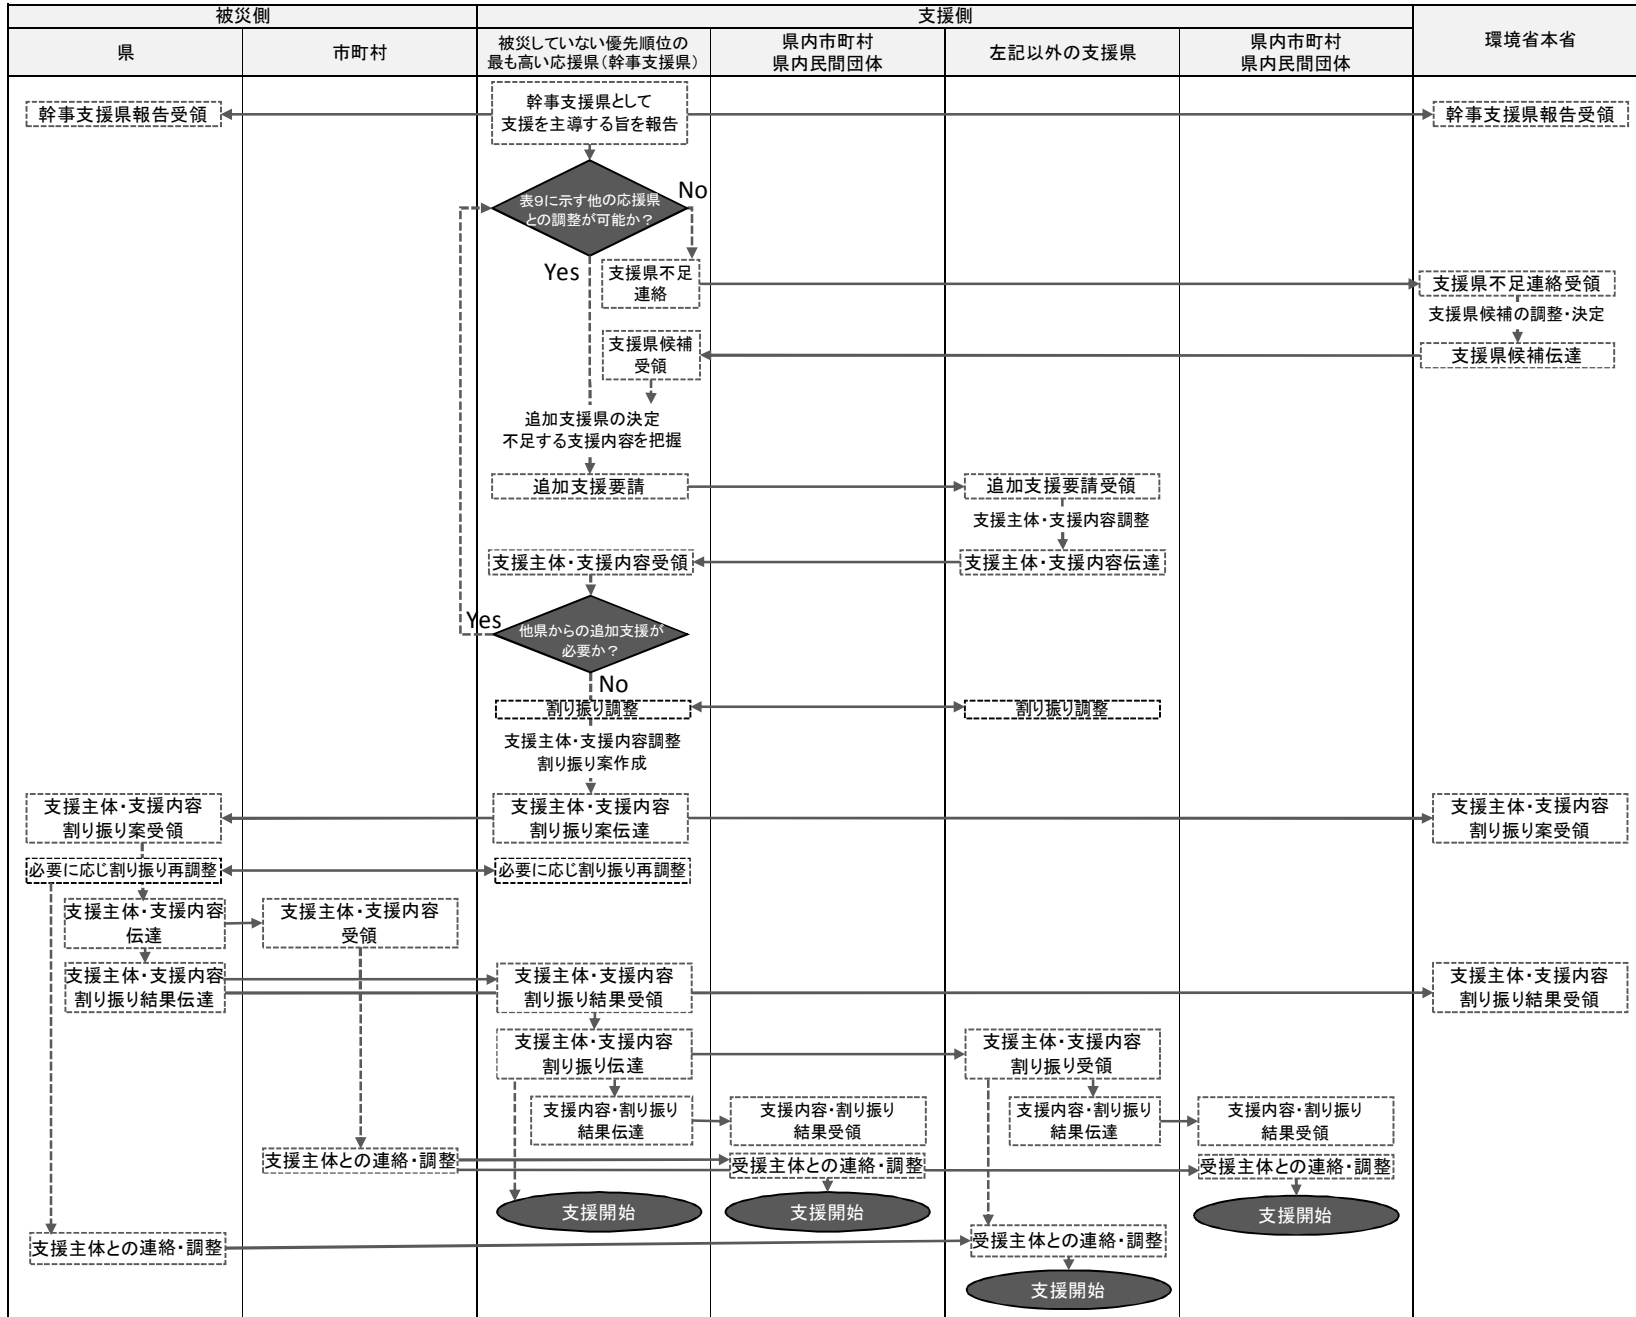 被災側
支援側
環境省本省
県
市町村
被災していない優先順位の
最も高い応援県(幹事支援県)
県内市町村
県内民間団体
左記以外の支援県
県内市町村
県内民間団体
幹事支援県報告受領
幹事支援県として
支援を主導する旨を報告
幹事支援県報告受領
表9に示す他の応援県
との調整が可能か?
No
Yes
支援県不足
連絡
支援県不足連絡受領
支援県候補の調整・決定
支援県候補
受領
支援県候補伝達
追加支援県の決定
不足する支援内容を把握
追加支援要請
追加支援要請受領
支援主体・支援内容調整
支援主体・支援内容受領
支援主体・支援内容伝達
Yes
他県からの追加支援が
必要か?
No
割り振り調整
割り振り調整
支援主体・支援内容調整
割り振り案作成
支援主体・支援内容
割り振り案受領
支援主体・支援内容
割り振り案伝達
支援主体・支援内容
割り振り案受領
必要に応じ割り振り再調整
必要に応じ割り振り再調整
支援主体・支援内容
伝達
支援主体・支援内容
受領
支援主体・支援内容
割り振り結果伝達
支援主体・支援内容
割り振り結果受領
支援主体・支援内容
割り振り結果受領
支援主体・支援内容
割り振り伝達
支援主体・支援内容
割り振り受領
支援内容・割り振り
結果伝達
支援内容・割り振り
結果受領
支援内容・割り振り
結果伝達
支援内容・割り振り
結果受領
支援主体との連絡・調整
受援主体との連絡・調整
受援主体との連絡・調整
支援開始
支援開始
支援開始
支援主体との連絡・調整
受援主体との連絡・調整
支援開始